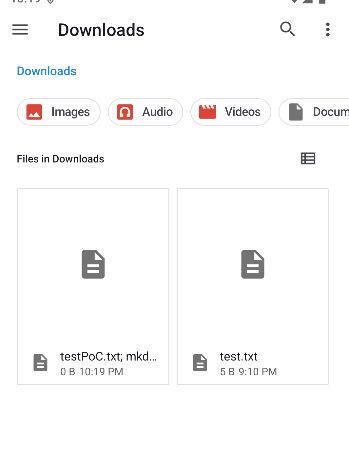 Downloads
Downloads
Images Audio Videos Docum
Files in Downloads
testPoC.txt; mkd... test.txt
0 B 10:19 PM 5 B 9:10 PM